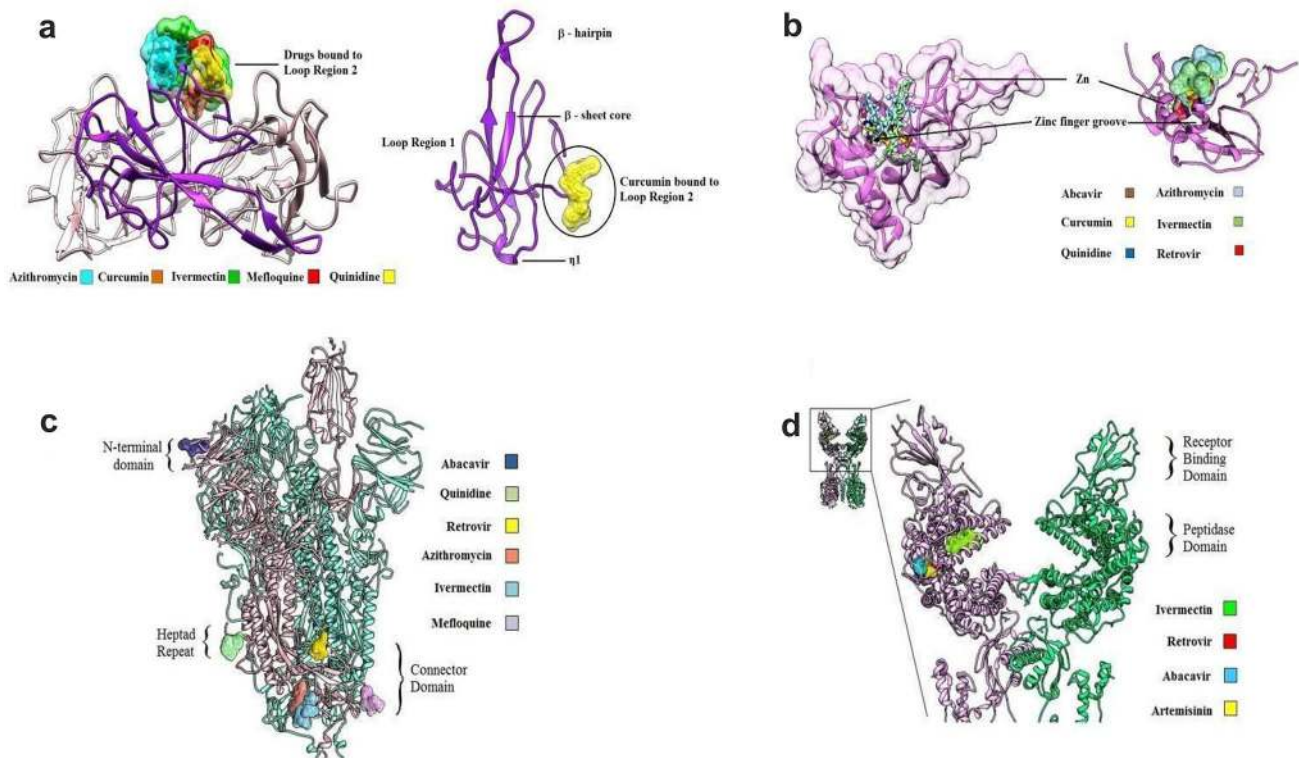 a
Drugs bound to
Loop Region 2
Azithromycin Curcumin Ivermectin Mefloquine Quinidine
β - hairpin
β - sheet core
Loop Region 1
Curcumin bound to
Loop Region 2
η1
b
Zn
Zinc finger groove
Abcavir Azithromycin
Curcumin Ivermectin
Quinidine Retrovir
c
N-terminal
domain
Abacavir
Quinidine
Retrovir
Azithromycin
Ivermectin
Mefloquine
Heptad
Repeat
Connector
Domain
d
Receptor
Binding
Domain
Peptidase
Domain
Ivermectin
Retrovir
Abacavir
Artemisinin